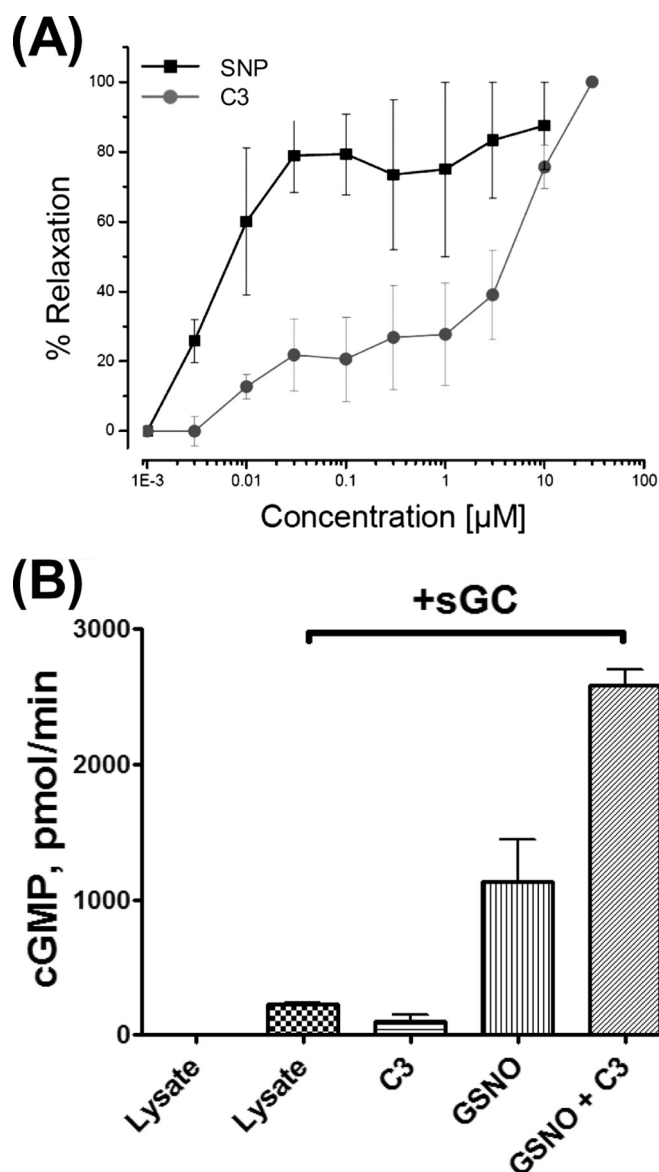 (A)
SNP
C3
100
80
60
40
20
0
% Relaxation
1E-3 0.01 0.1 1 10 100
Concentration [µM]
(B)
+sGC
3000
2000
1000
0
cGMP, pmol/min
Lysate Lysate C3 GSNO GSNO + C3